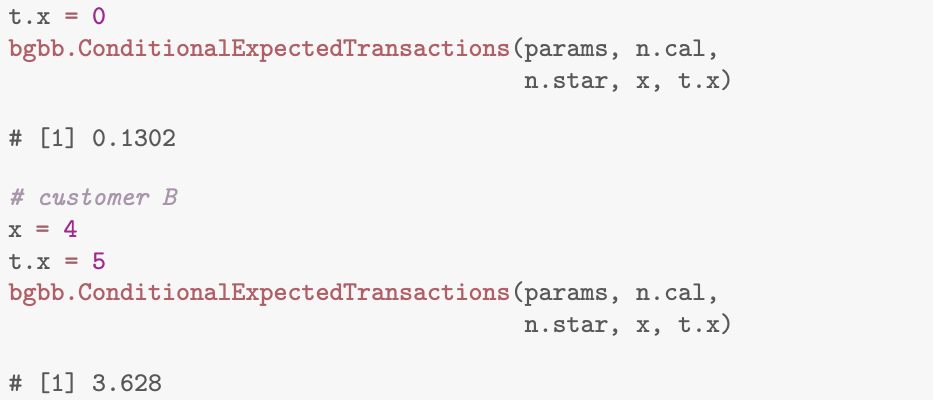 t.x = 0
bgbb.ConditionalExpectedTransactions(params, n.cal,
n.star, x, t.x)
# [1] 0.1302
# customer B
x = 4
t.x = 5
bgbb.ConditionalExpectedTransactions(params, n.cal,
n.star, x, t.x)
# [1] 3.628